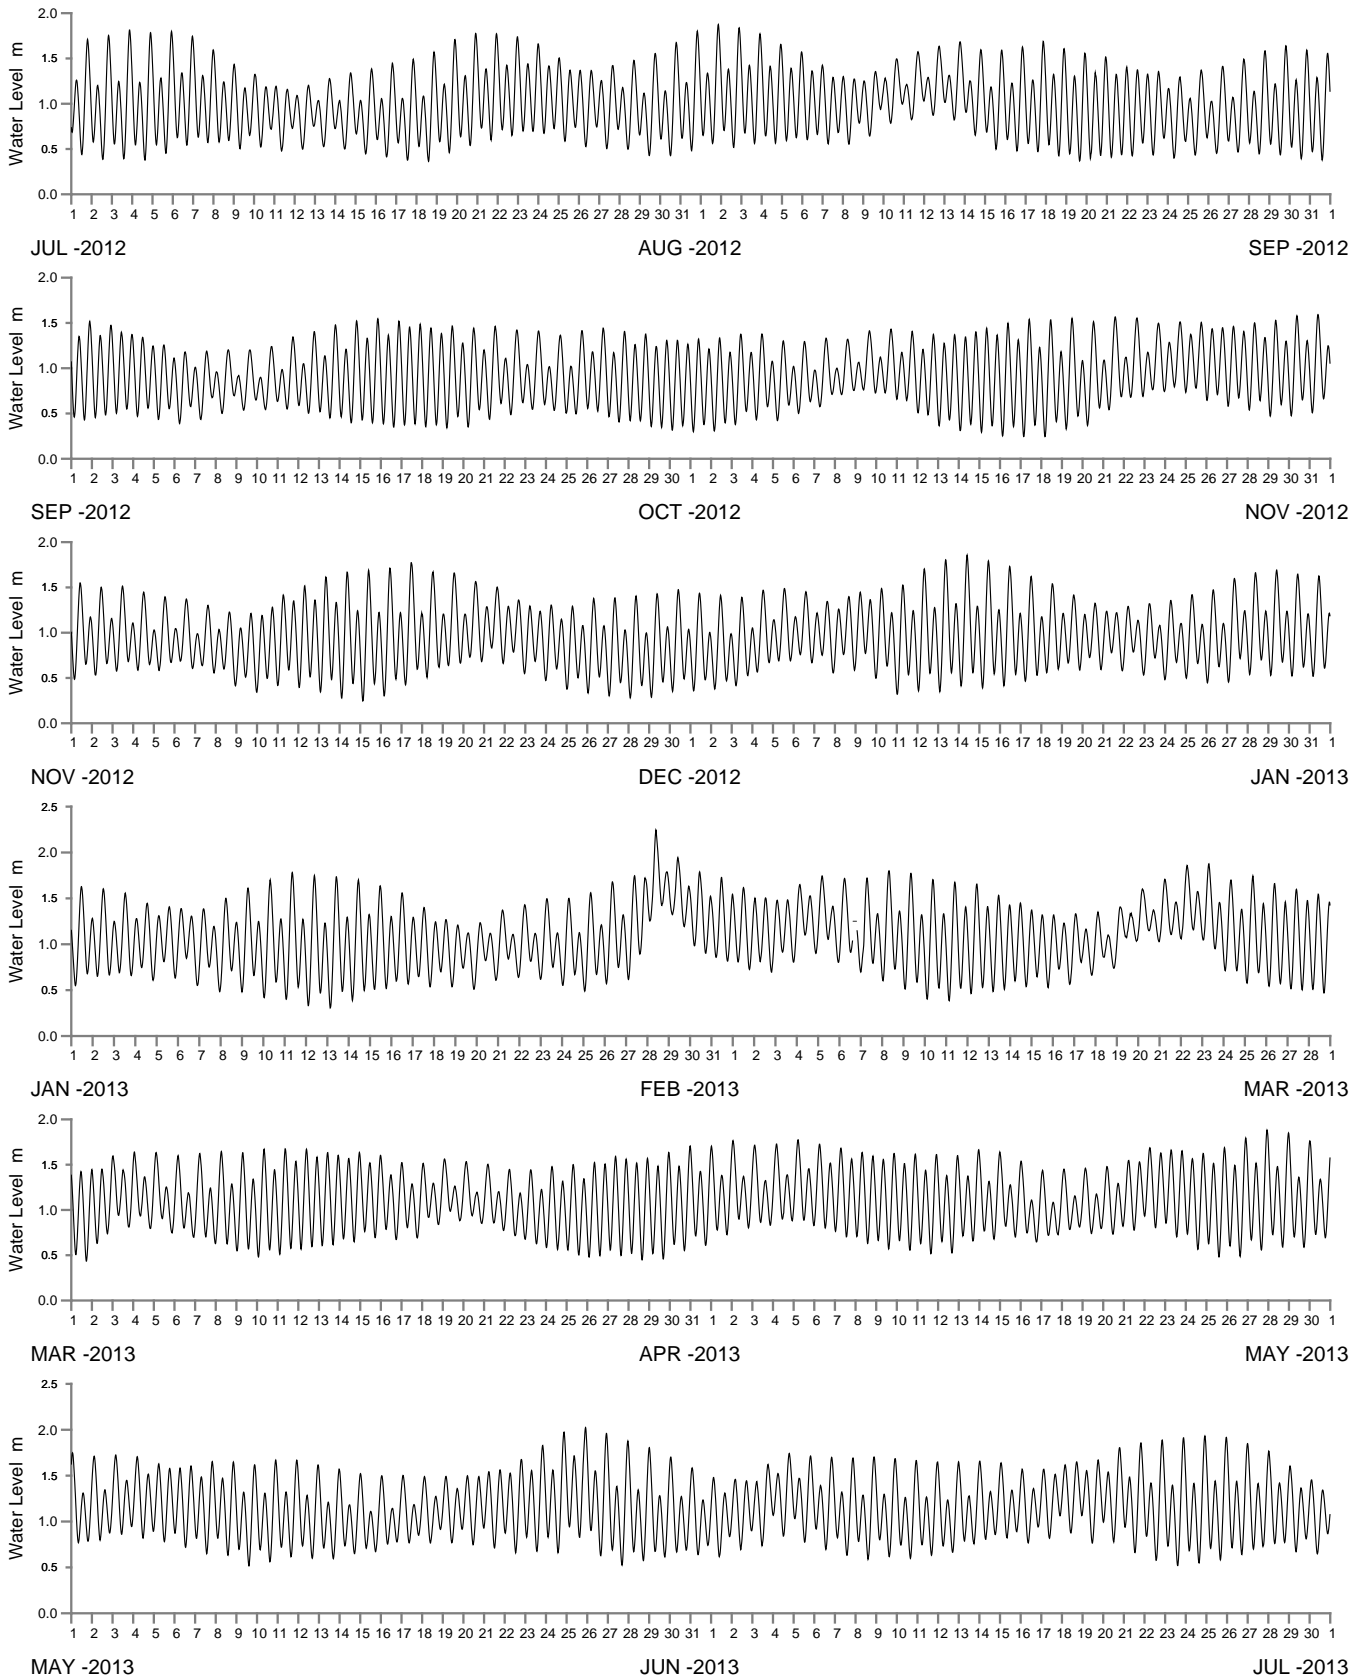 2.0
1.5
1.0
0.5
0.0
Water Level m
1 2 3 4 5 6 7 8 9 10 11 12 13 14 15 16 17 18 19 20 21 22 23 24 25 26 27 28 29 30 31 1 2 3 4 5 6 7 8 9 10 11 12 13 14 15 16 17 18 19 20 21 22 23 24 25 26 27 28 29 30 31 1
JUL -2012 AUG -2012 SEP -2012
2.0
1.5
1.0
0.5
0.0
Water Level m
1 2 3 4 5 6 7 8 9 10 11 12 13 14 15 16 17 18 19 20 21 22 23 24 25 26 27 28 29 30 1 2 3 4 5 6 7 8 9 10 11 12 13 14 15 16 17 18 19 20 21 22 23 24 25 26 27 28 29 30 31 1
SEP -2012 OCT -2012 NOV -2012
2.0
1.5
1.0
0.5
0.0
Water Level m
1 2 3 4 5 6 7 8 9 10 11 12 13 14 15 16 17 18 19 20 21 22 23 24 25 26 27 28 29 30 1 2 3 4 5 6 7 8 9 10 11 12 13 14 15 16 17 18 19 20 21 22 23 24 25 26 27 28 29 30 31 1
NOV -2012 DEC -2012 JAN -2013
2.5
2.0
1.5
1.0
0.5
0.0
Water Level m
1 2 3 4 5 6 7 8 9 10 11 12 13 14 15 16 17 18 19 20 21 22 23 24 25 26 27 28 29 30 31 1 2 3 4 5 6 7 8 9 10 11 12 13 14 15 16 17 18 19 20 21 22 23 24 25 26 27 28 1
JAN -2013 FEB -2013 MAR -2013
2.0
1.5
1.0
0.5
0.0
Water Level m
1 2 3 4 5 6 7 8 9 10 11 12 13 14 15 16 17 18 19 20 21 22 23 24 25 26 27 28 29 30 31 1 2 3 4 5 6 7 8 9 10 11 12 13 14 15 16 17 18 19 20 21 22 23 24 25 26 27 28 29 30 1
MAR -2013 APR -2013 MAY -2013
2.5
2.0
1.5
1.0
0.5
0.0
Water Level m
1 2 3 4 5 6 7 8 9 10 11 12 13 14 15 16 17 18 19 20 21 22 23 24 25 26 27 28 29 30 31 1 2 3 4 5 6 7 8 9 10 11 12 13 14 15 16 17 18 19 20 21 22 23 24 25 26 27 28 29 30 1
MAY -2013 JUN -2013 JUL -2013